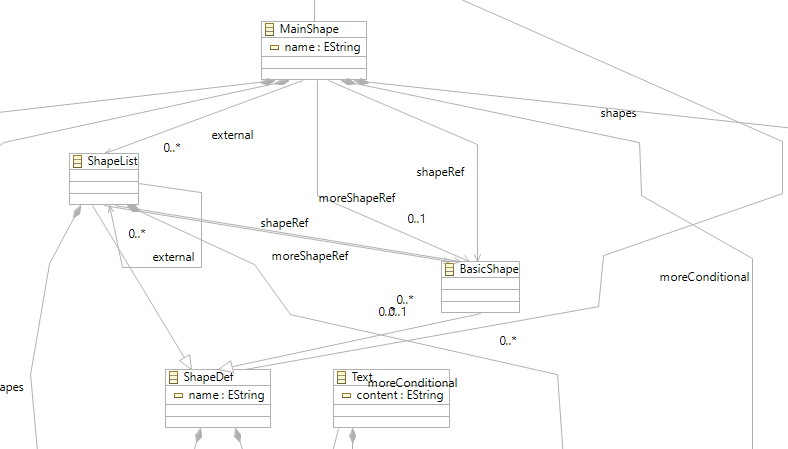 MainShape
name : EString
shapes
external
0..*
ShapeList
shapeRef
moreShapeRef
0..1
shapeRef
0..*
external
moreShapeRef
BasicShape
moreConditional
0..*
0..1
0..*
ShapeDef
name : EString
Text
moreConditional
content : EString
apes